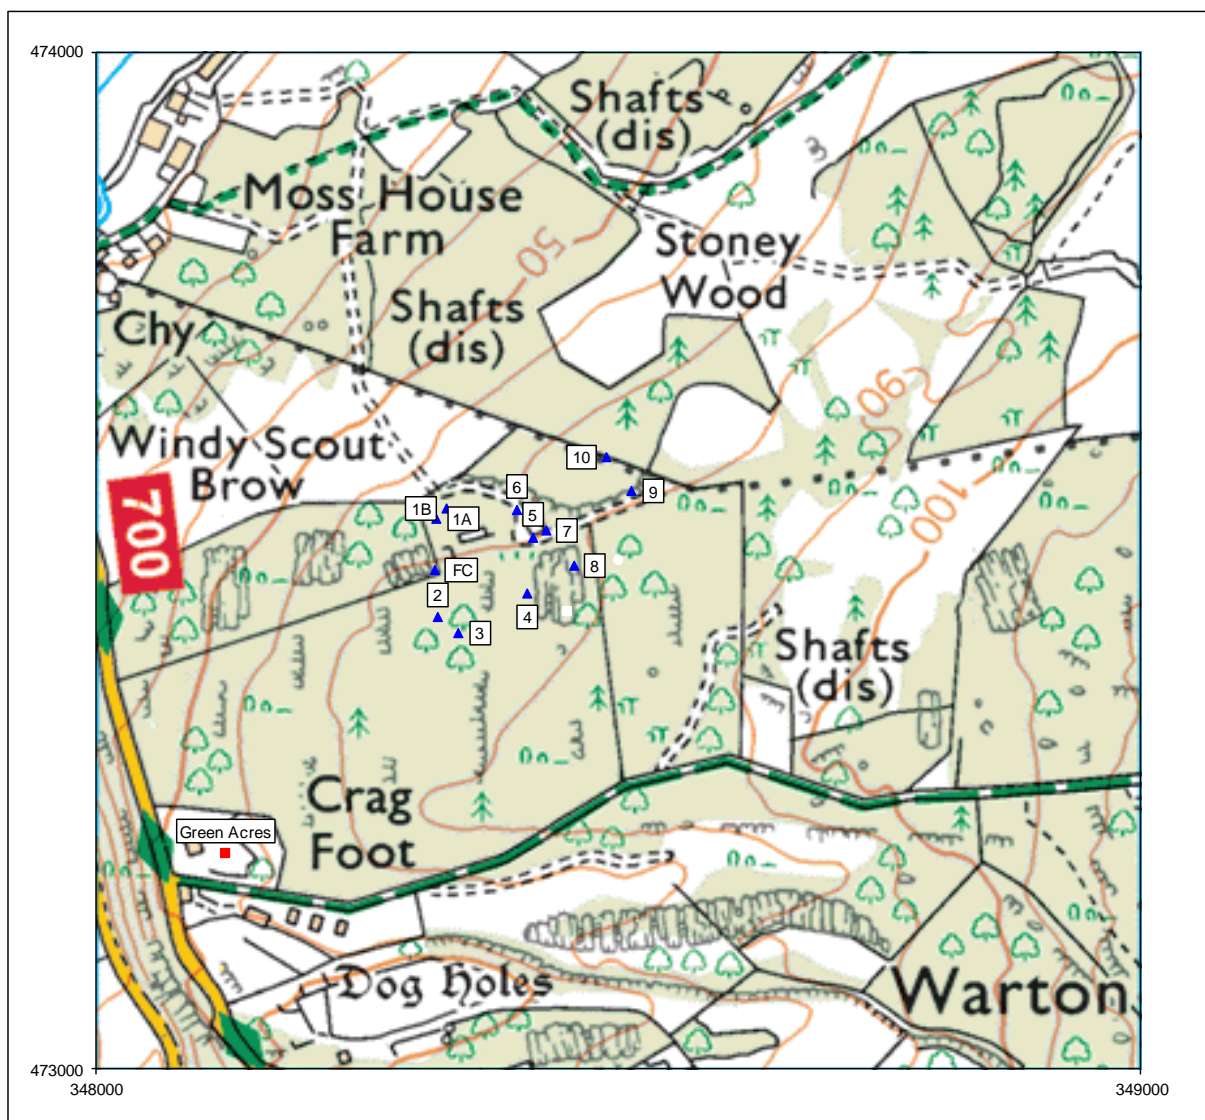 474000
Shafts
(dis)
Moss House
Farm
Stoney
Wood
50
Shafts
(dis)
Chy
90
Windy Scout
Brow
10
100
700
6
9
1B
1A
5
7
FC
8
2
4
3
Shafts
(dis)
Crag
Foot
Green Acres
Dog Holes
Warton
473000
348000
349000